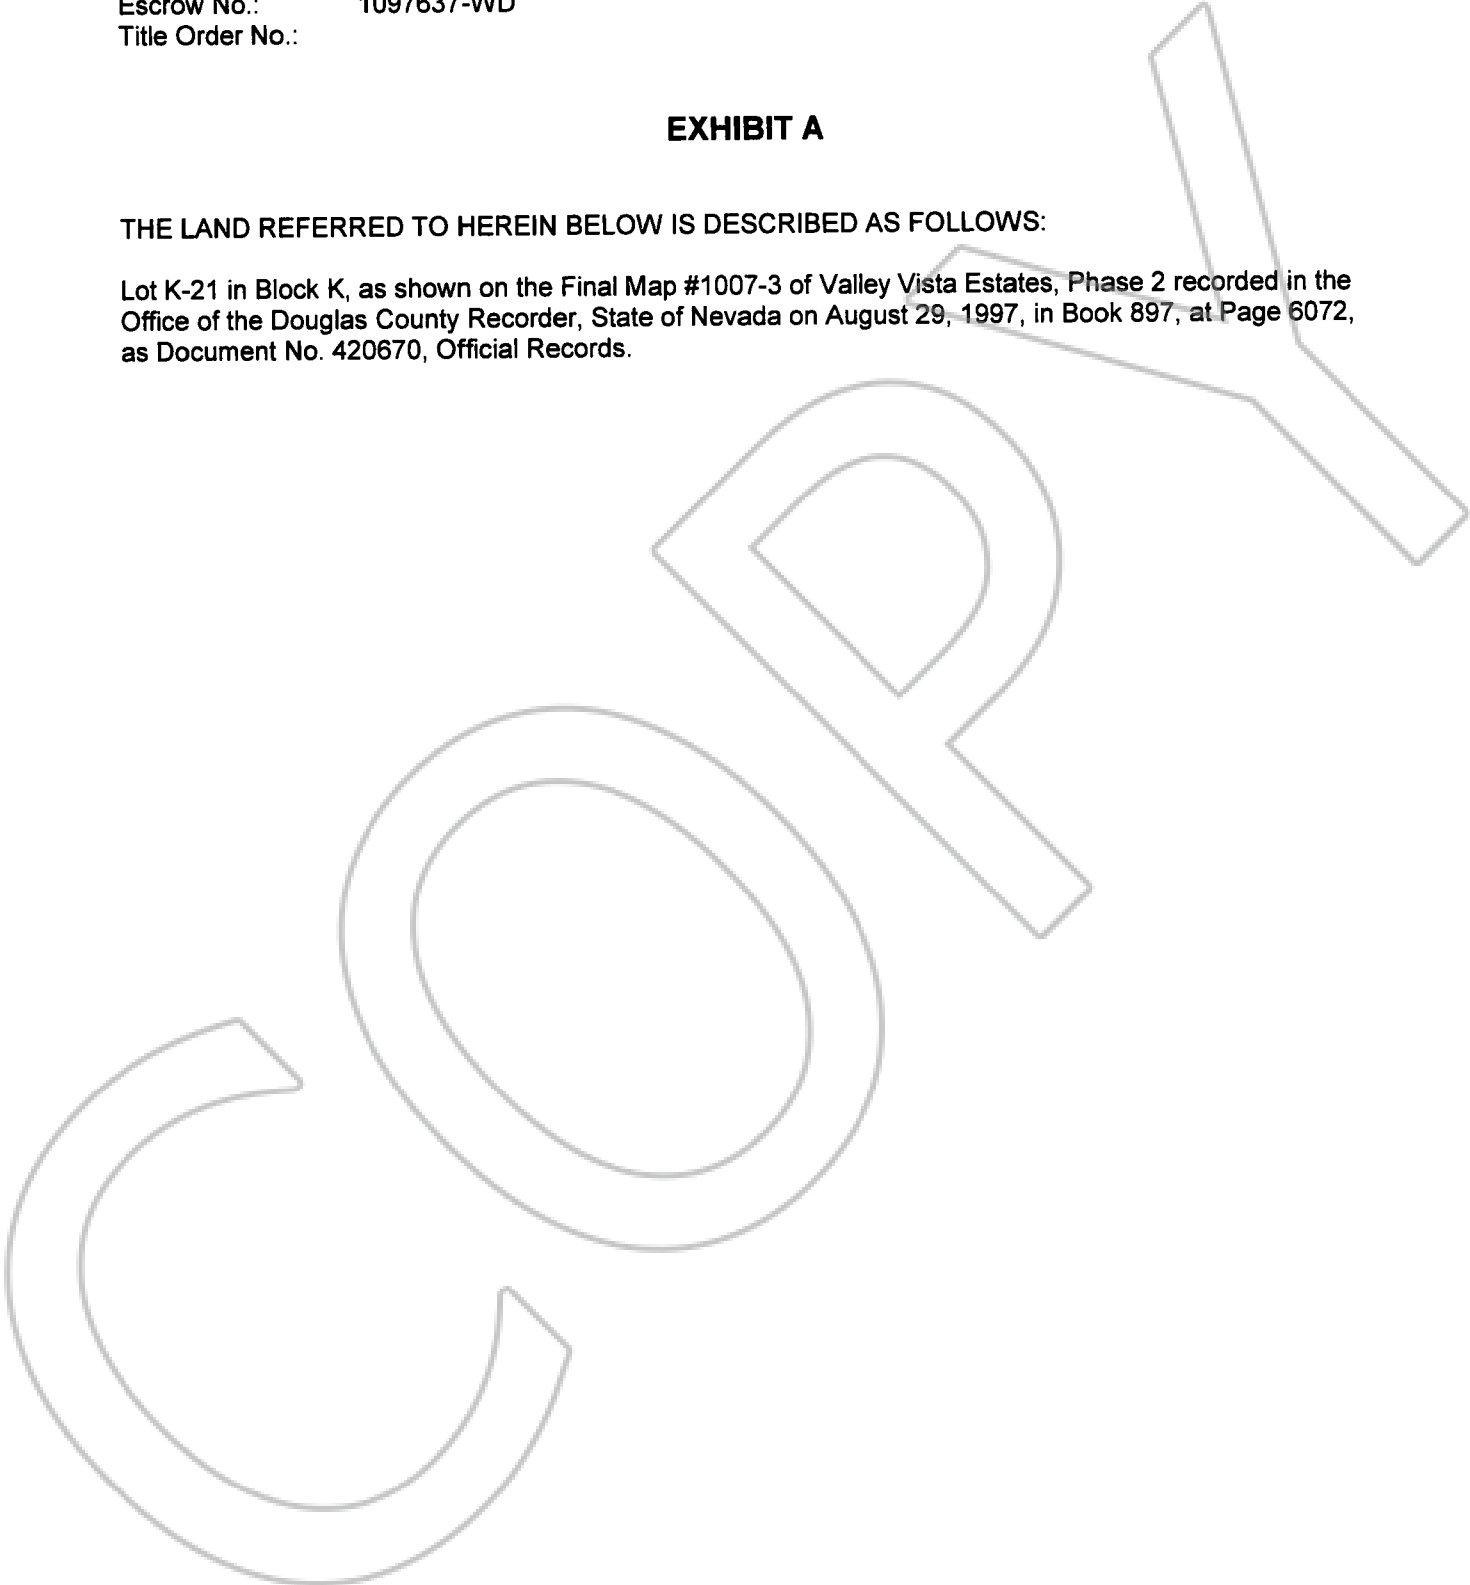 Escrow No.: 1097637-WD
Title Order No.:
EXHIBIT A
THE LAND REFERRED TO HEREIN BELOW IS DESCRIBED AS FOLLOWS:
Lot K-21 in Block K, as shown on the Final Map #1007-3 of Valley Vista Estates, Phase 2 recorded in the
Office of the Douglas County Recorder, State of Nevada on August 29, 1997, in Book 897, at Page 6072,
as Document No. 420670, Official Records.
COPY